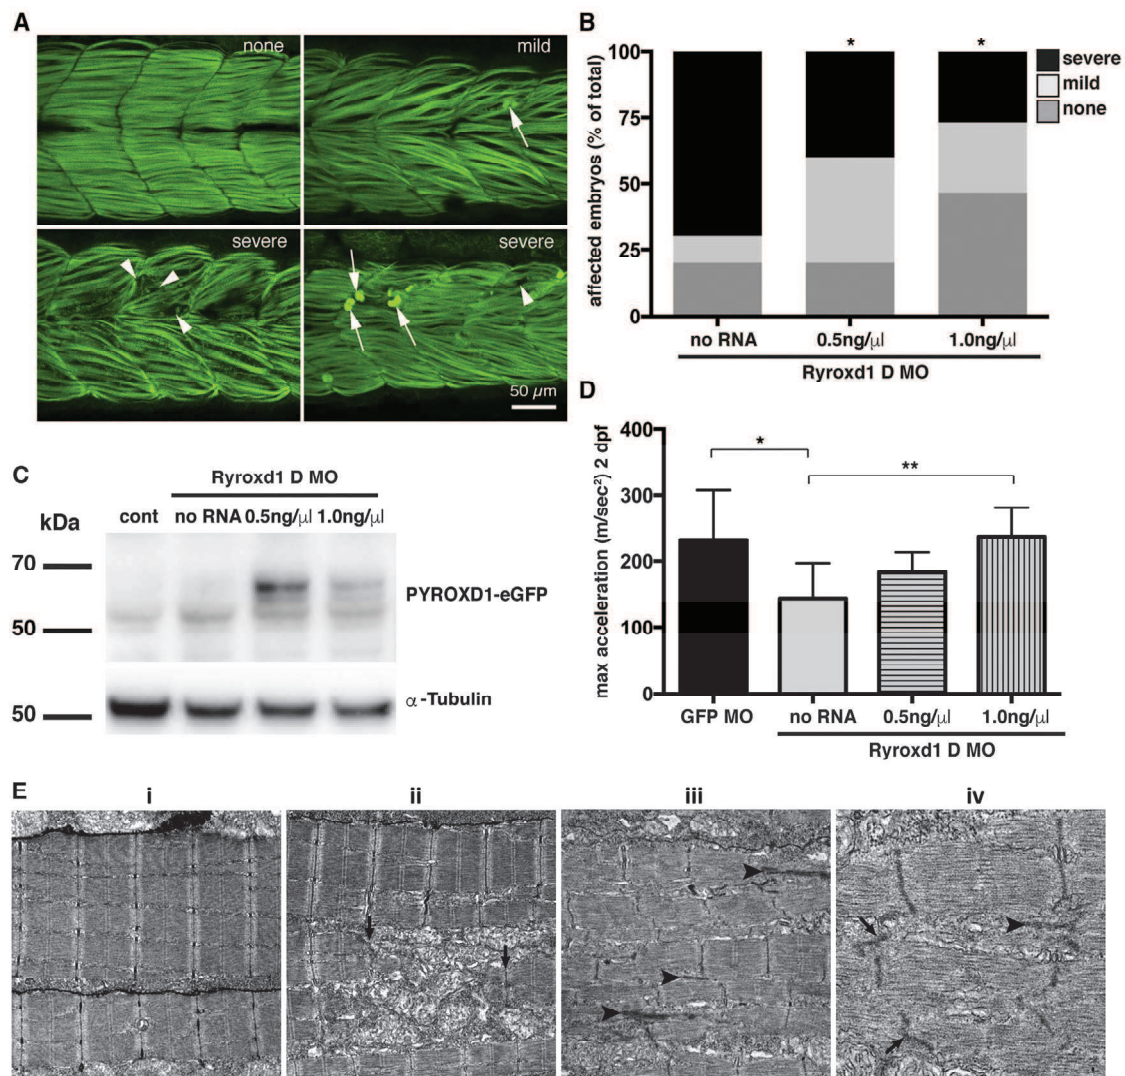 A
none
mild
severe
severe
50 µm
B
affected embryos (% of total)
100
75
50
25
0
*
*
severe
mild
none
no RNA
0.5ng/µl
1.0ng/µl
Ryroxd1 D MO
C
Ryroxd1 D MO
kDa
cont
no RNA
0.5ng/µl
1.0ng/µl
70
50
PYROXD1-eGFP
50
α-Tubulin
D
max acceleration (m/sec²) 2 dpf
400
300
200
100
0
*
**
GFP MO
no RNA
0.5ng/µl
1.0ng/µl
Ryroxd1 D MO
E
i
ii
iii
iv